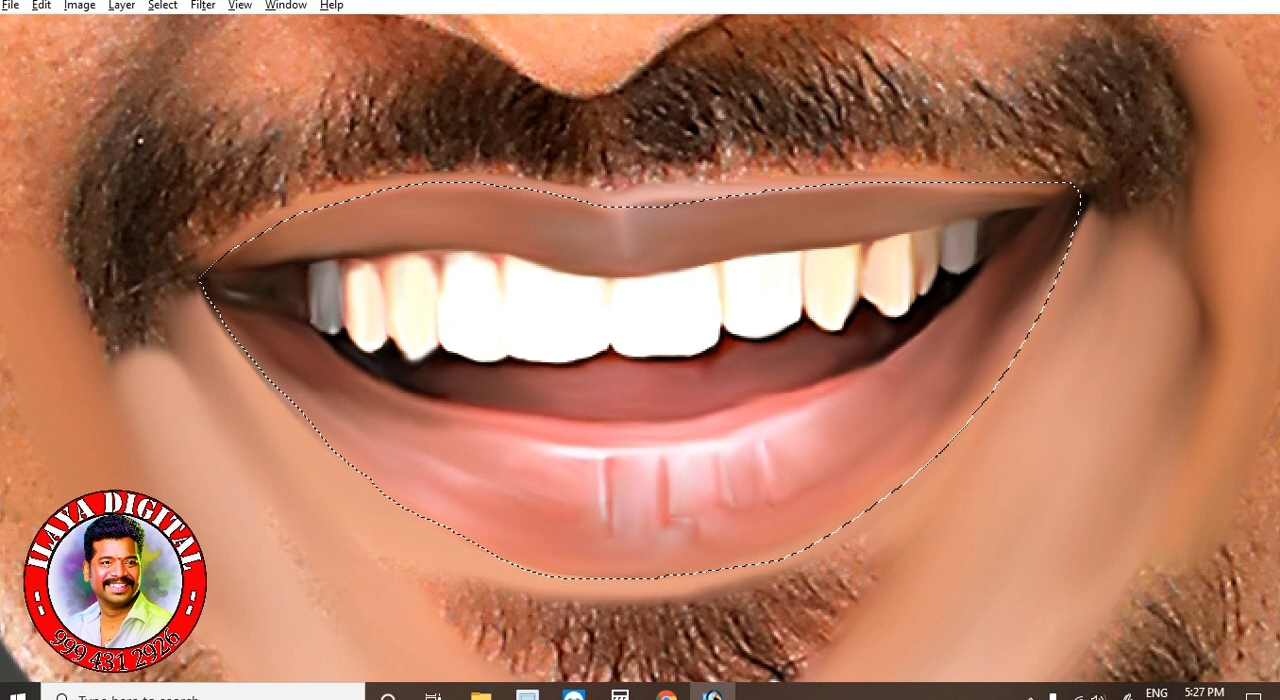 File Edit Image Layer Select Filter View Window Help
ILAYA DIGITAL
999 431 2926
Type here to search
ENG
5:27 PM